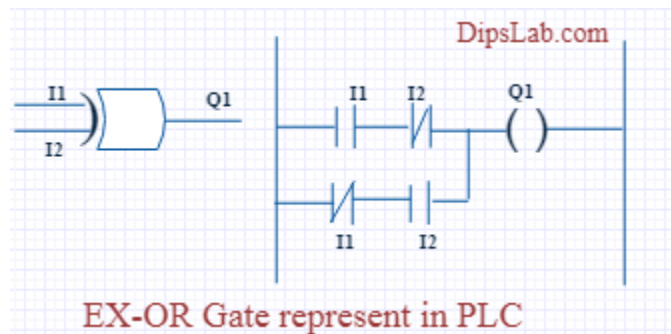 DipsLab.com
I1
I2
Q1
I1 I2 Q1
I1 I2
EX-OR Gate represent in PLC